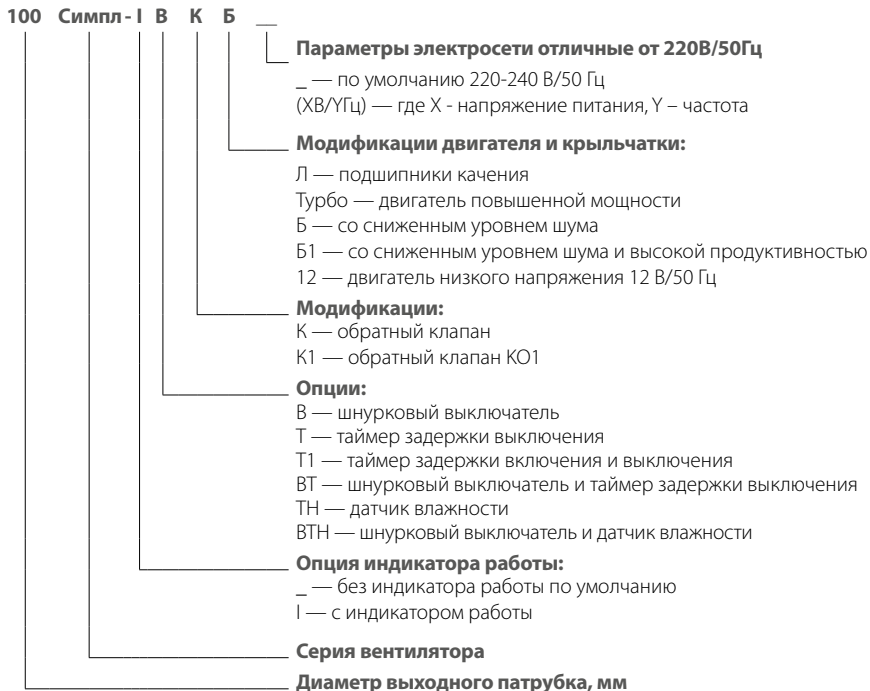 100 Симпл - I В К Б __
Параметры электросети отличные от 220В/50Гц
_ — по умолчанию 220-240 В/50 Гц
(XВ/YГц) — где X - напряжение питания, Y – частота
Модификации двигателя и крыльчатки:
Л — подшипники качения
Турбо — двигатель повышенной мощности
Б — со сниженным уровнем шума
Б1 — со сниженным уровнем шума и высокой продуктивностью
12 — двигатель низкого напряжения 12 В/50 Гц
Модификации:
К — обратный клапан
К1 — обратный клапан КО1
Опции:
В — шнурковый выключатель
Т — таймер задержки выключения
Т1 — таймер задержки включения и выключения
ВТ — шнурковый выключатель и таймер задержки выключения
ТН — датчик влажности
ВТН — шнурковый выключатель и датчик влажности
Опция индикатора работы:
_ — без индикатора работы по умолчанию
I — с индикатором работы
Серия вентилятора
Диаметр выходного патрубка, мм